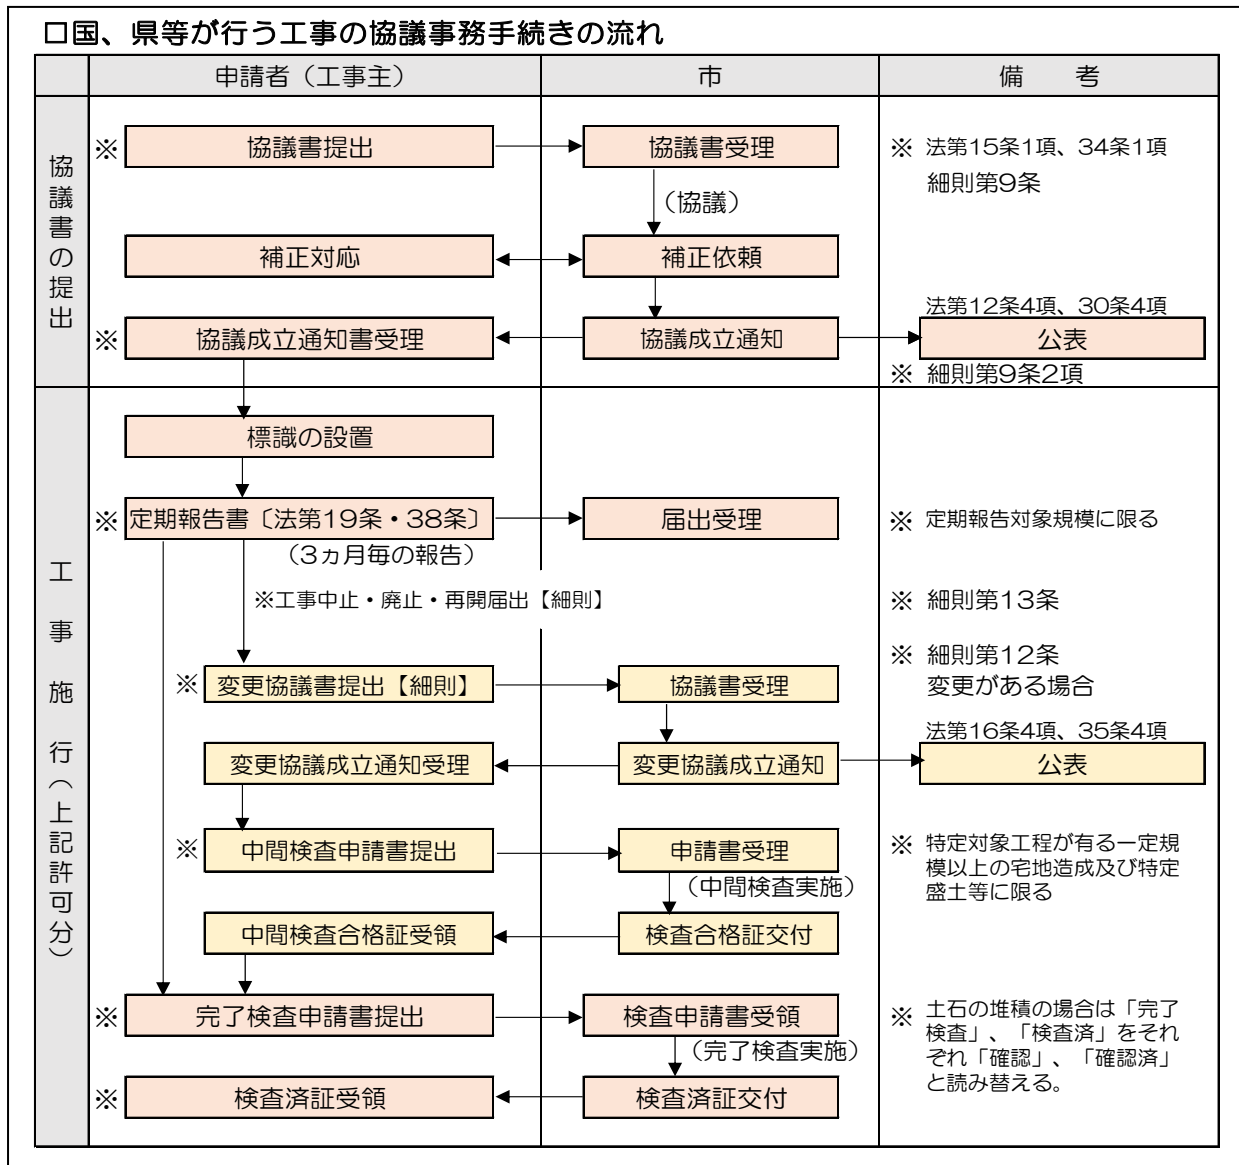 口国、県等が行う工事の協議事務手続きの流れ
申請者（工事主）
市
備　考
協議書の提出
※
協議書提出
協議書受理
※ 法第15条1項、34条1項
細則第9条
（協議）
補正対応
補正依頼
法第12条4項、30条4項
※
協議成立通知書受理
協議成立通知
公表
※ 細則第9条2項
工事施行（上記許可分）
標識の設置
※
定期報告書〔法第19条・38条〕
届出受理
※ 定期報告対象規模に限る
（3ヵ月毎の報告）
※工事中止・廃止・再開届出【細則】
※ 細則第13条
※ 細則第12条
変更がある場合
※
変更協議書提出【細則】
協議書受理
法第16条4項、35条4項
変更協議成立通知受理
変更協議成立通知
公表
※
中間検査申請書提出
申請書受理
※ 特定対象工程が有る一定規
模以上の宅地造成及び特定
盛土等に限る
（中間検査実施）
中間検査合格証受領
検査合格証交付
※
完了検査申請書提出
検査申請書受領
※ 土石の堆積の場合は「完了
検査」、「検査済」をそれ
ぞれ「確認」、「確認済」
と読み替える。
（完了検査実施）
※
検査済証受領
検査済証交付